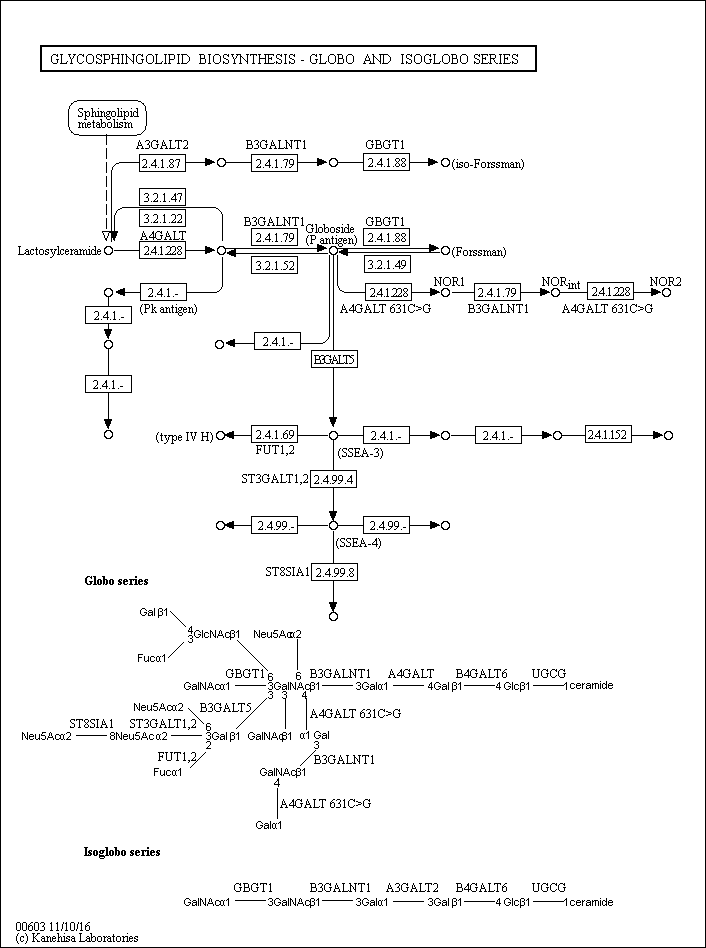 GLYCOSPHINGOLIPID BIOSYNTHESIS - GLOBO AND ISOGLOBO SERIES
Sphingolipid
metabolism
A3GALT2
B3GALNT1
GBGT1
2.4.1.87
2.4.1.79
2.4.1.88
(iso-Forssman)
3.2.1.47
3.2.1.22
A4GALT
B3GALNT1
Globoside
(P antigen)
GBGT1
2.4.1.79
2.4.1.88
Lactosylceramide
2.4.1.228
(Forssman)
3.2.1.52
3.2.1.49
NOR1
NORint
NOR2
2.4.1.-
2.4.1.228
2.4.1.79
2.4.1.228
(Pk antigen)
A4GALT 631C>G
B3GALNT1
A4GALT 631C>G
2.4.1.-
2.4.1.-
B3GALT5
2.4.1.-
(type IV H)
2.4.1.69
2.4.1.-
2.4.1.-
2.4.1.152
FUT1,2
(SSEA-3)
ST3GALT1,2
2.4.99.4
2.4.99.-
2.4.99.-
(SSEA-4)
ST8SIA1
2.4.99.8
Globo series
Galβ1
4
3
GlcNAcβ1
Neu5Acα2
Fucα1
GBGT1
6
6
B3GALNT1
A4GALT
B4GALT6
UGCG
GalNAcα1
3GalNAcβ1
3Galα1
4Galβ1
4Glcβ1
1ceramide
3
3
4
Neu5Acα2
B3GALT5
A4GALT 631C>G
ST8SIA1
ST3GALT1,2
6
Neu5Acα2
8Neu5Acα2
3Galβ1
GalNAcβ1
α1 Gal
2
3
FUT1,2
B3GALNT1
Fucα1
GalNAcβ1
4
A4GALT 631C>G
Galα1
Isoglobo series
GBGT1
B3GALNT1
A3GALT2
B4GALT6
UGCG
GalNAcα1
3GalNAcβ1
3Galα1
4Galβ1
4Glcβ1
1ceramide
00603 11/10/16
(c) Kanehisa Laboratories